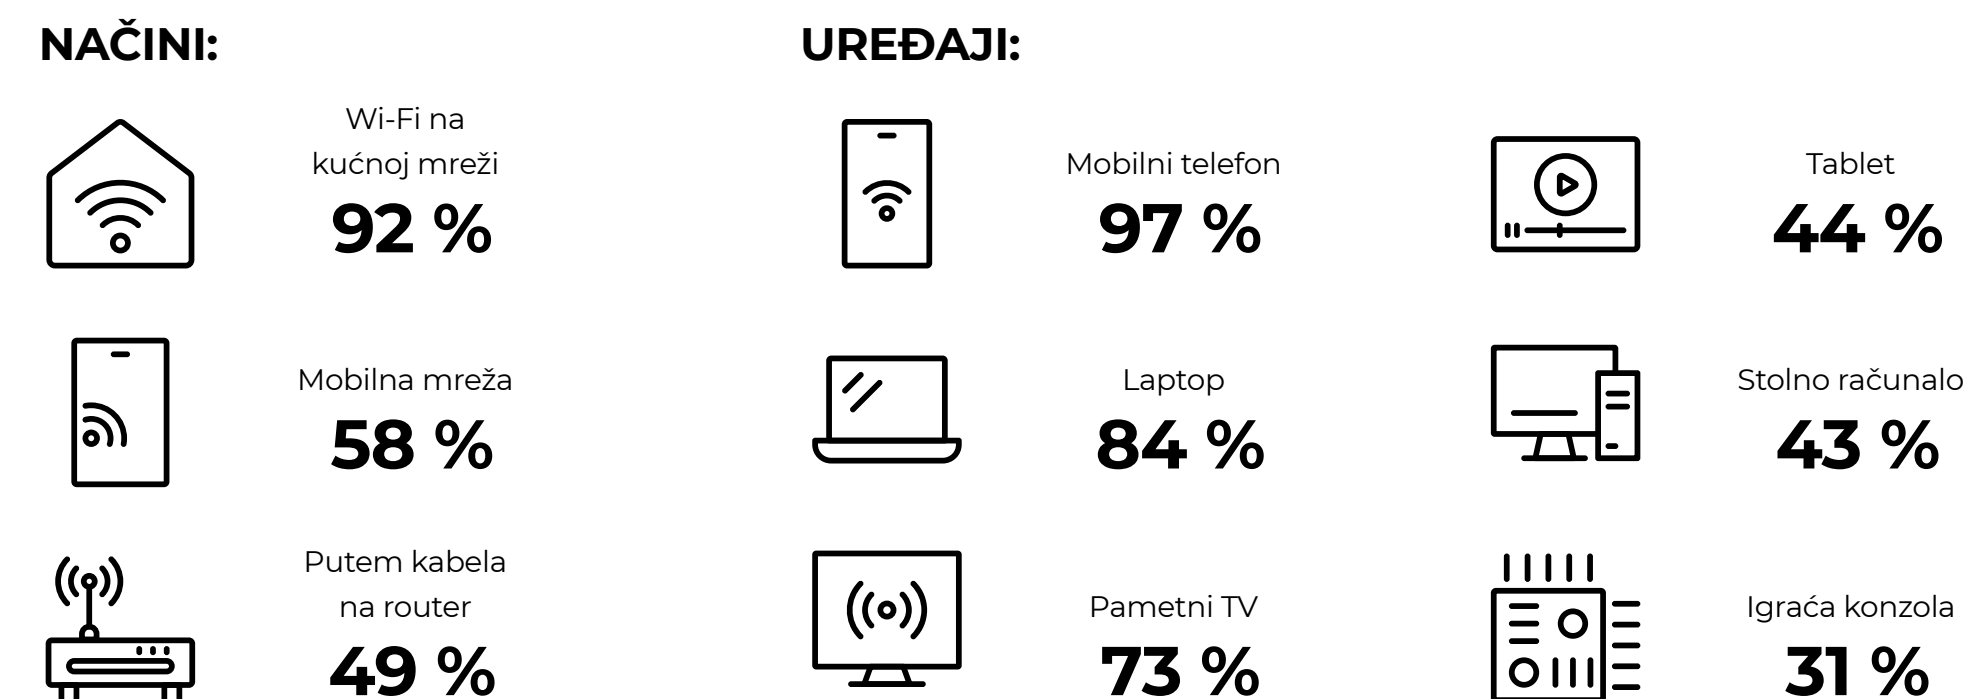 NAČINI:
Wi-Fi na
kućnoj mreži
92 %
Mobilna mreža
58 %
Putem kabela
na router
49 %
UREĐAJI:
Mobilni telefon
97 %
Laptop
84 %
Pametni TV
73 %
Tablet
44 %
Stolno računalo
43 %
Igraća konzola
31 %